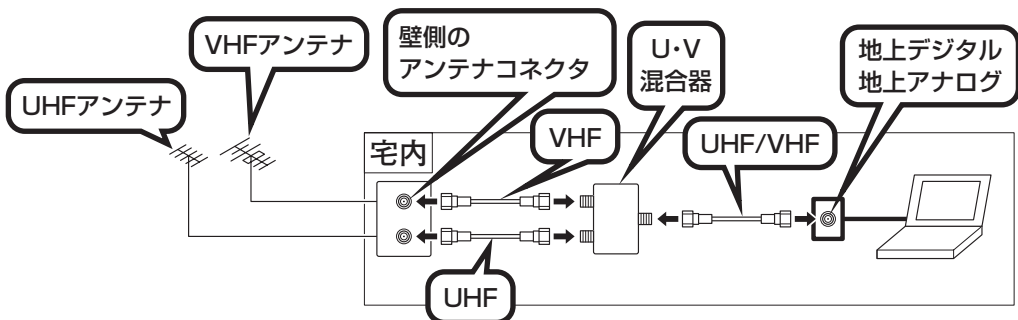 VHFアンテナ
UHFアンテナ
壁側の
アンテナコネクタ
U・V
混合器
地上デジタル
地上アナログ
宅内
VHF
UHF/VHF
UHF